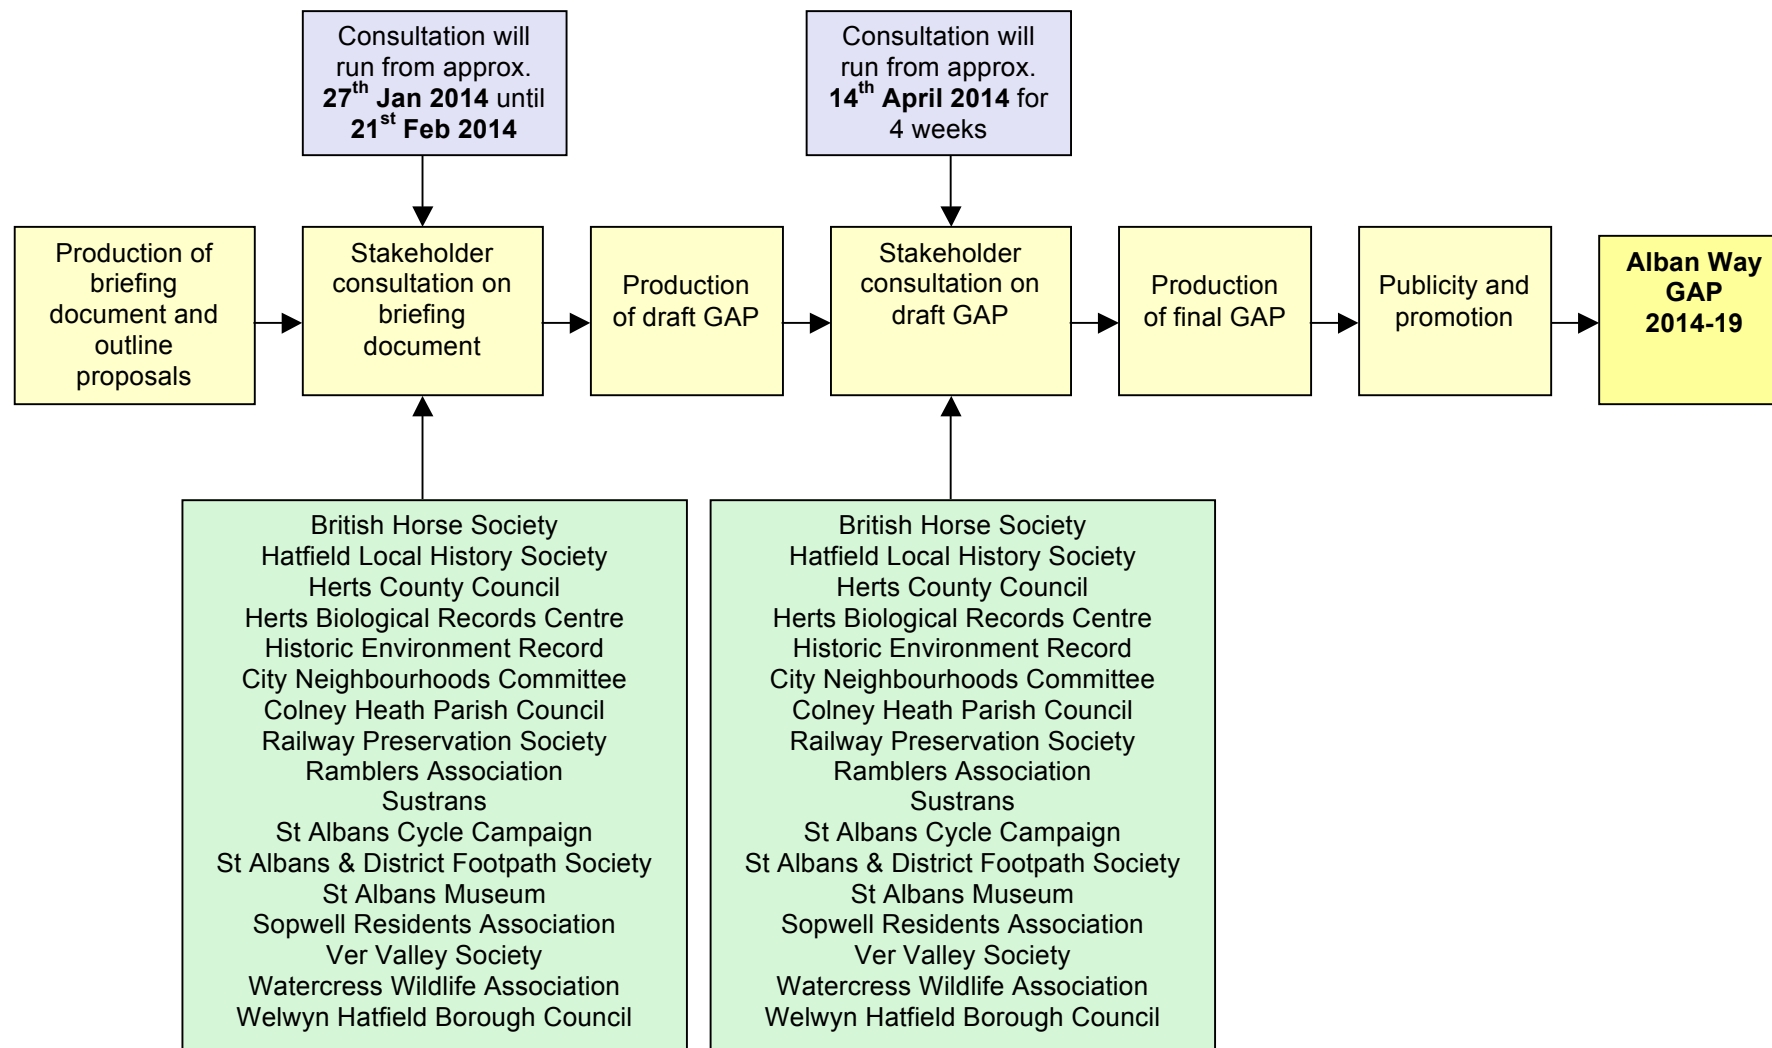 Consultation will
run from approx.
27th Jan 2014 until
21st Feb 2014
Consultation will
run from approx.
14th April 2014 for
4 weeks
Production of
briefing
document and
outline
proposals
Stakeholder
consultation on
briefing
document
Production
of draft GAP
Stakeholder
consultation on
draft GAP
Production
of final GAP
Publicity and
promotion
Alban Way
GAP
2014-19
British Horse Society
Hatfield Local History Society
Herts County Council
Herts Biological Records Centre
Historic Environment Record
City Neighbourhoods Committee
Colney Heath Parish Council
Railway Preservation Society
Ramblers Association
Sustrans
St Albans Cycle Campaign
St Albans & District Footpath Society
St Albans Museum
Sopwell Residents Association
Ver Valley Society
Watercress Wildlife Association
Welwyn Hatfield Borough Council
British Horse Society
Hatfield Local History Society
Herts County Council
Herts Biological Records Centre
Historic Environment Record
City Neighbourhoods Committee
Colney Heath Parish Council
Railway Preservation Society
Ramblers Association
Sustrans
St Albans Cycle Campaign
St Albans & District Footpath Society
St Albans Museum
Sopwell Residents Association
Ver Valley Society
Watercress Wildlife Association
Welwyn Hatfield Borough Council